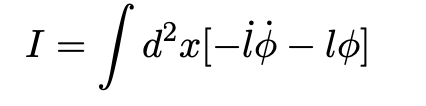 I = ∫ d²x[−l̇ϕ̇ − lϕ]